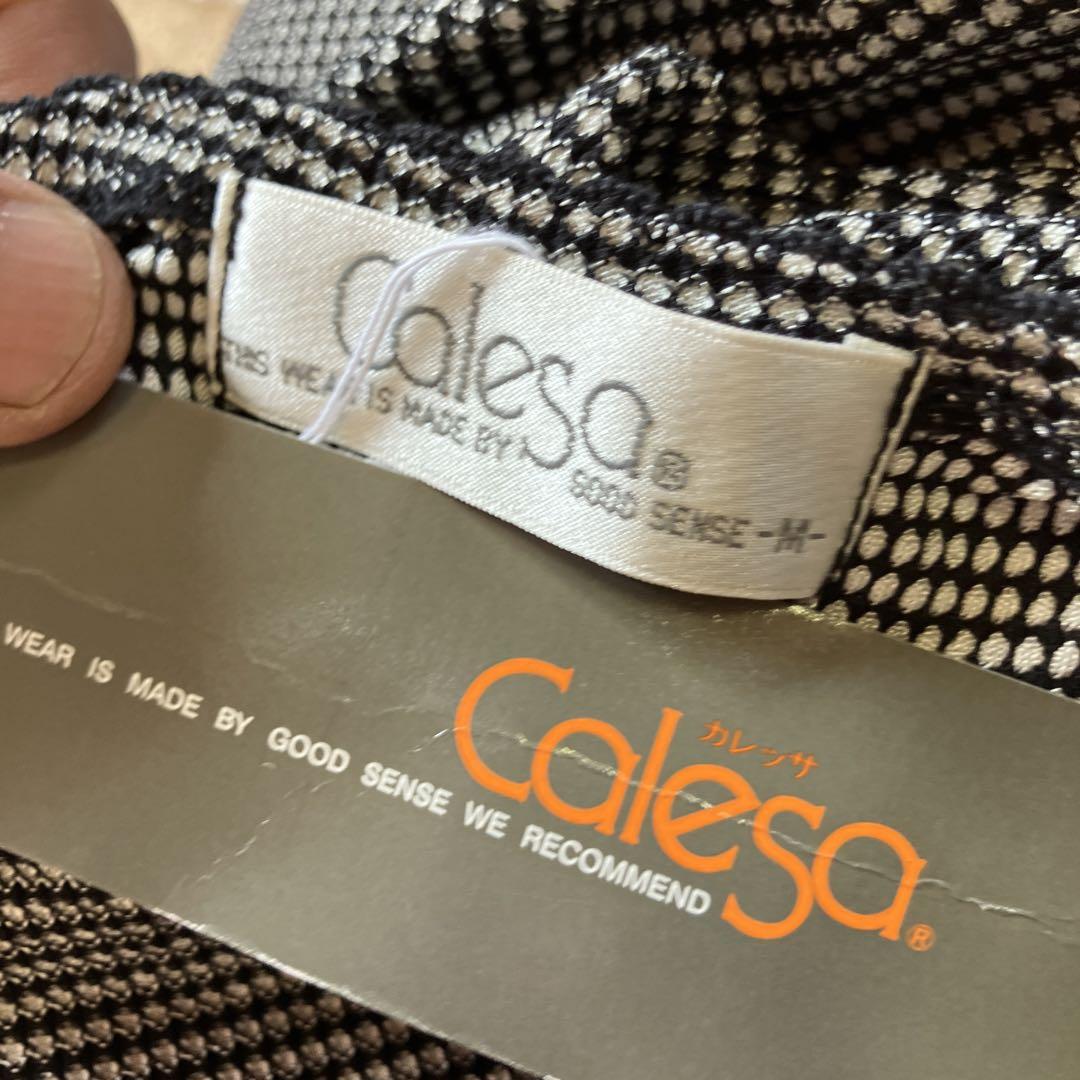 Calesa®
WEAR IS MADE BY GOOD SENSE -M-
カレッサ
Calesa®
WEAR IS MADE BY GOOD SENSE WE RECOMMEND